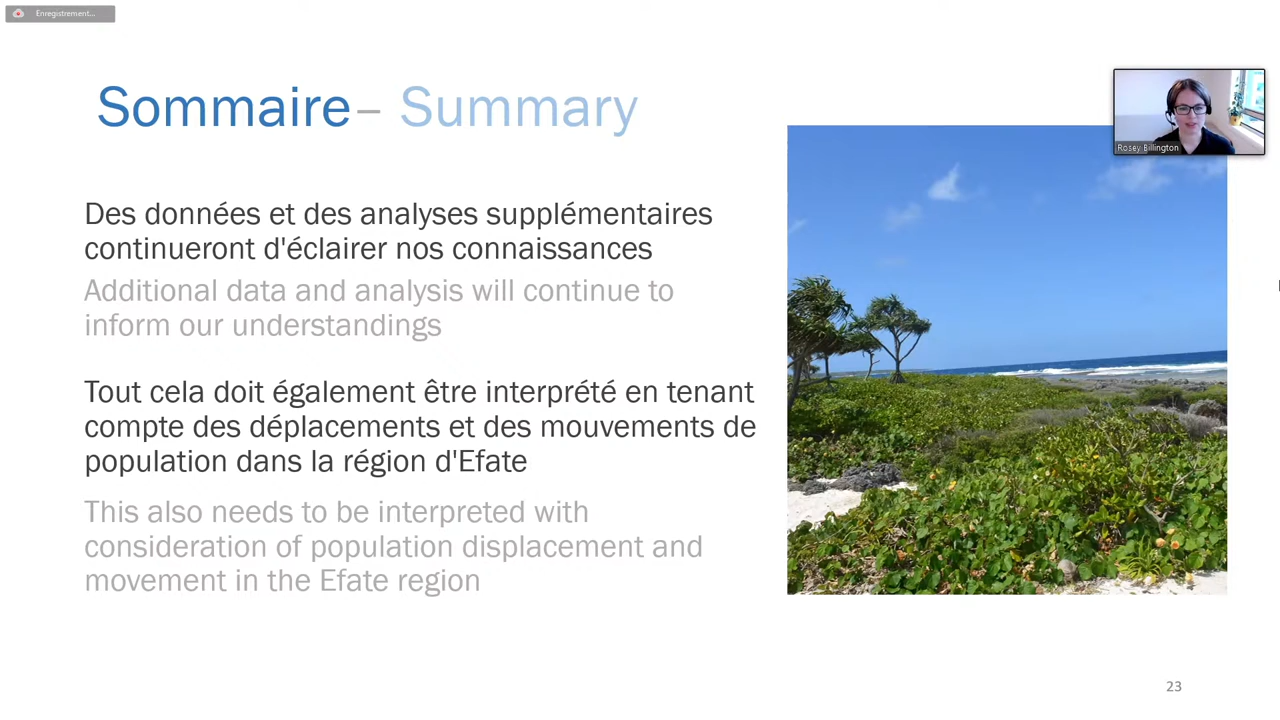 Enregistrement...
Sommaire – Summary
Rosey Billington
Des données et des analyses supplémentaires
continueront d'éclairer nos connaissances
Additional data and analysis will continue to
inform our understandings
Tout cela doit également être interprété en tenant
compte des déplacements et des mouvements de
population dans la région d'Efate
This also needs to be interpreted with
consideration of population displacement and
movement in the Efate region
23